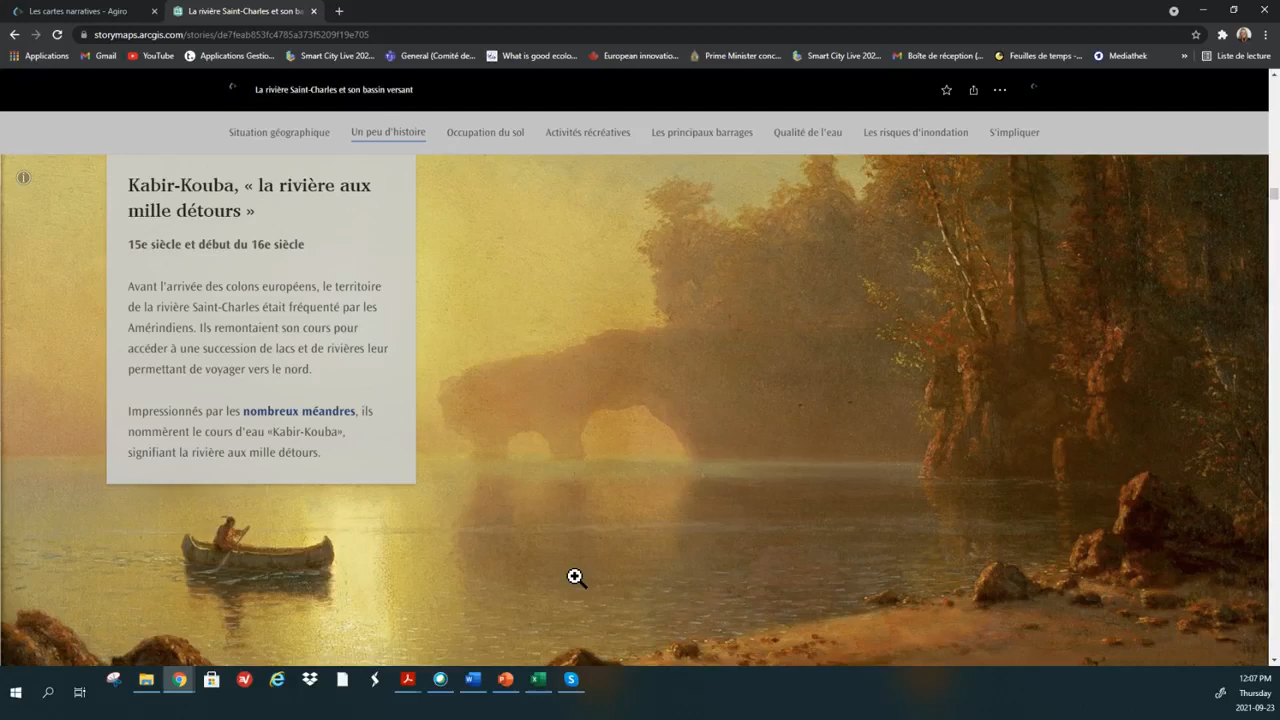 Les cartes narratives - Agiro
La rivière Saint-Charles et son ba
storymaps.arcgis.com/stories/de7feab853fc4785a373f5209f19e705
Applications Gmail YouTube Applications Gestio... Smart City Live 202... General (Comité de... What is good ecolo... European innovatio... Prime Minister conc... Smart City Live 202... Boîte de réception (... Feuilles de temps -... Mediathek » Liste de lecture
La rivière Saint-Charles et son bassin versant
Situation géographique Un peu d'histoire Occupation du sol Activités récréatives Les principaux barrages Qualité de l'eau Les risques d'inondation S'impliquer
Kabir-Kouba, « la rivière aux
mille détours »
15e siècle et début du 16e siècle
Avant l'arrivée des colons européens, le territoire
de la rivière Saint-Charles était fréquenté par les
Amérindiens. Ils remontaient son cours pour
accéder à une succession de lacs et de rivières leur
permettant de voyager vers le nord.
Impressionnés par les nombreux méandres, ils
nommèrent le cours d'eau «Kabir-Kouba»,
signifiant la rivière aux mille détours.
12:07 PM
Thursday
2021-09-23